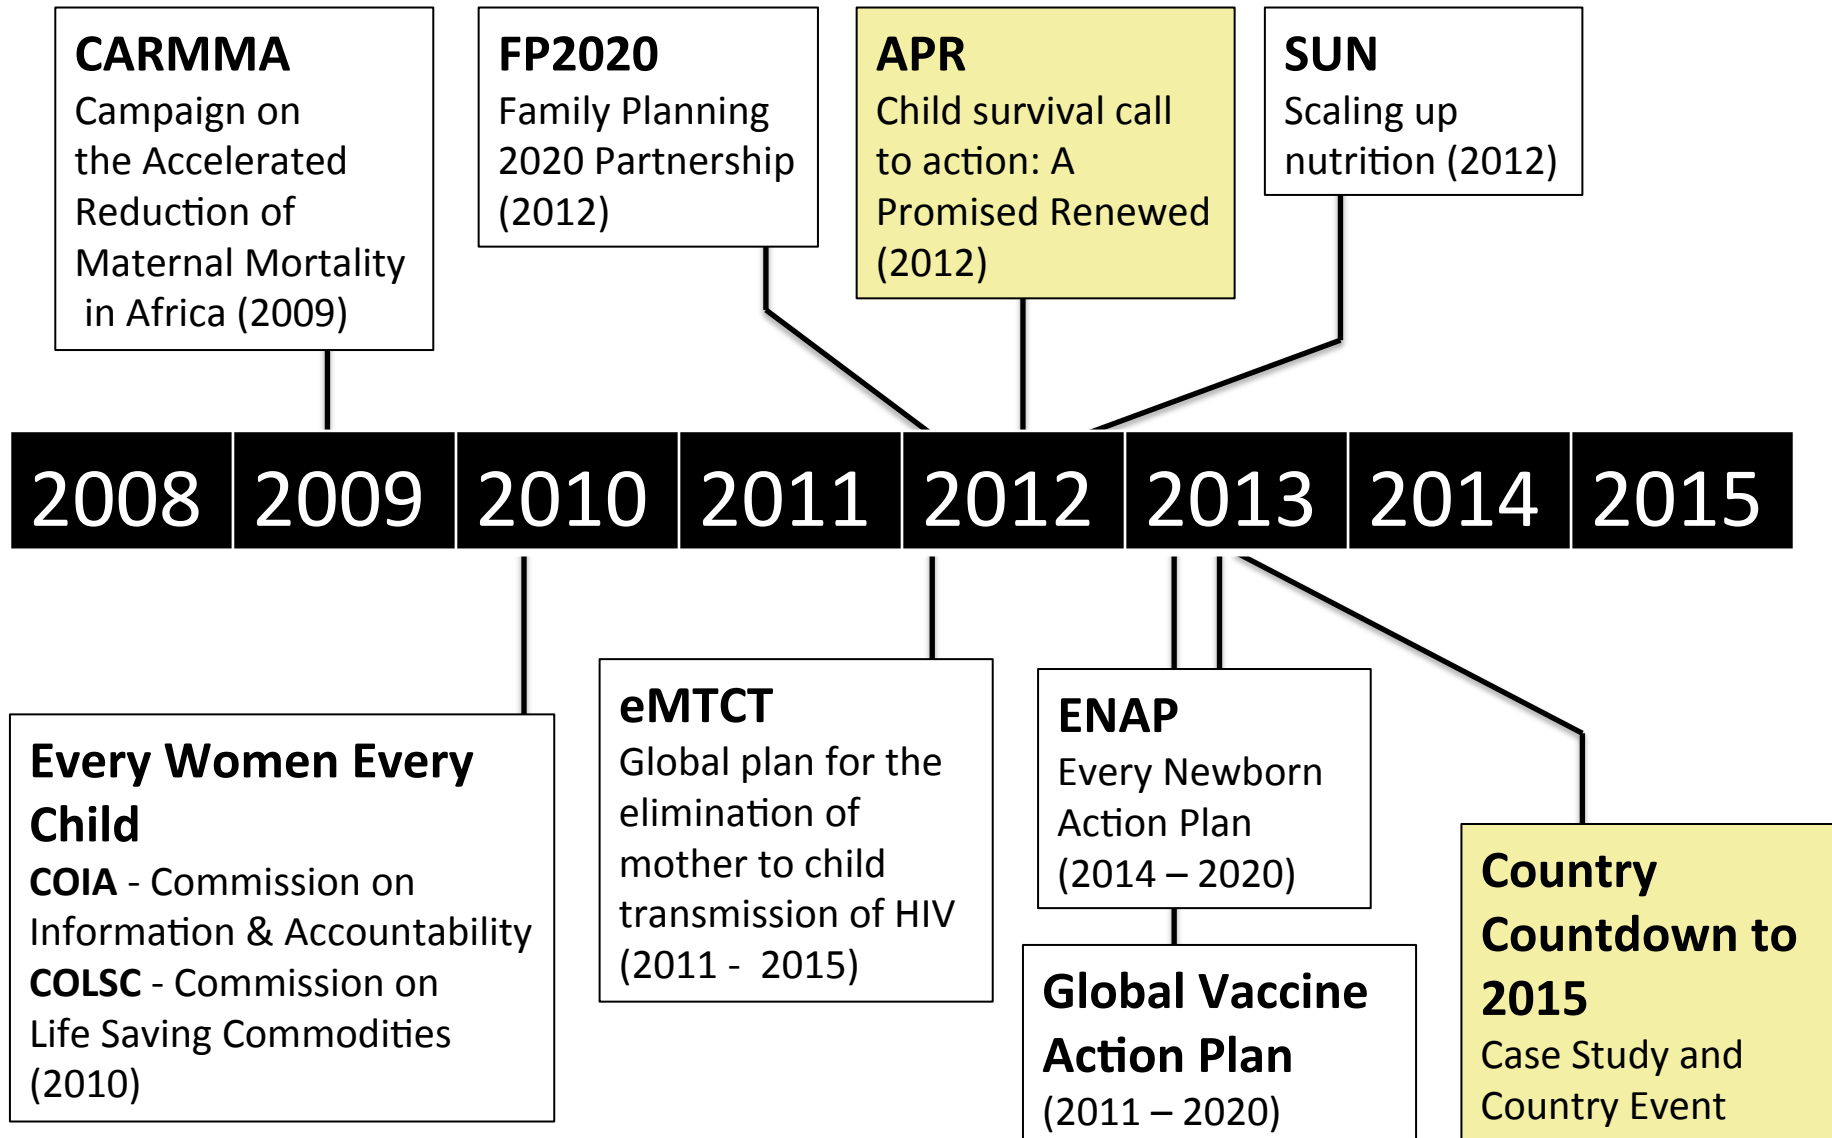 CARMMA
Campaign on
the Accelerated
Reduction of
Maternal Mortality
in Africa (2009)
FP2020
Family Planning
2020 Partnership
(2012)
APR
Child survival call
to action: A
Promised Renewed
(2012)
SUN
Scaling up
nutrition (2012)
2008 2009 2010 2011 2012 2013 2014 2015
Every Women Every
Child
COIA - Commission on
Information & Accountability
COLSC - Commission on
Life Saving Commodities
(2010)
eMTCT
Global plan for the
elimination of
mother to child
transmission of HIV
(2011 - 2015)
ENAP
Every Newborn
Action Plan
(2014 – 2020)
Global Vaccine
Action Plan
(2011 – 2020)
Country
Countdown to
2015
Case Study and
Country Event